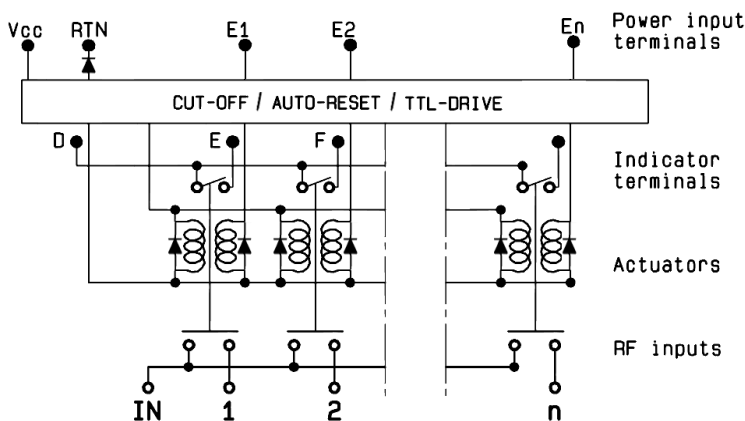 Vcc RTN E1 E2 En Power input
terminals
CUT-OFF / AUTO-RESET / TTL-DRIVE
D E F Indicator
terminals
Actuators
RF inputs
IN 1 2 n